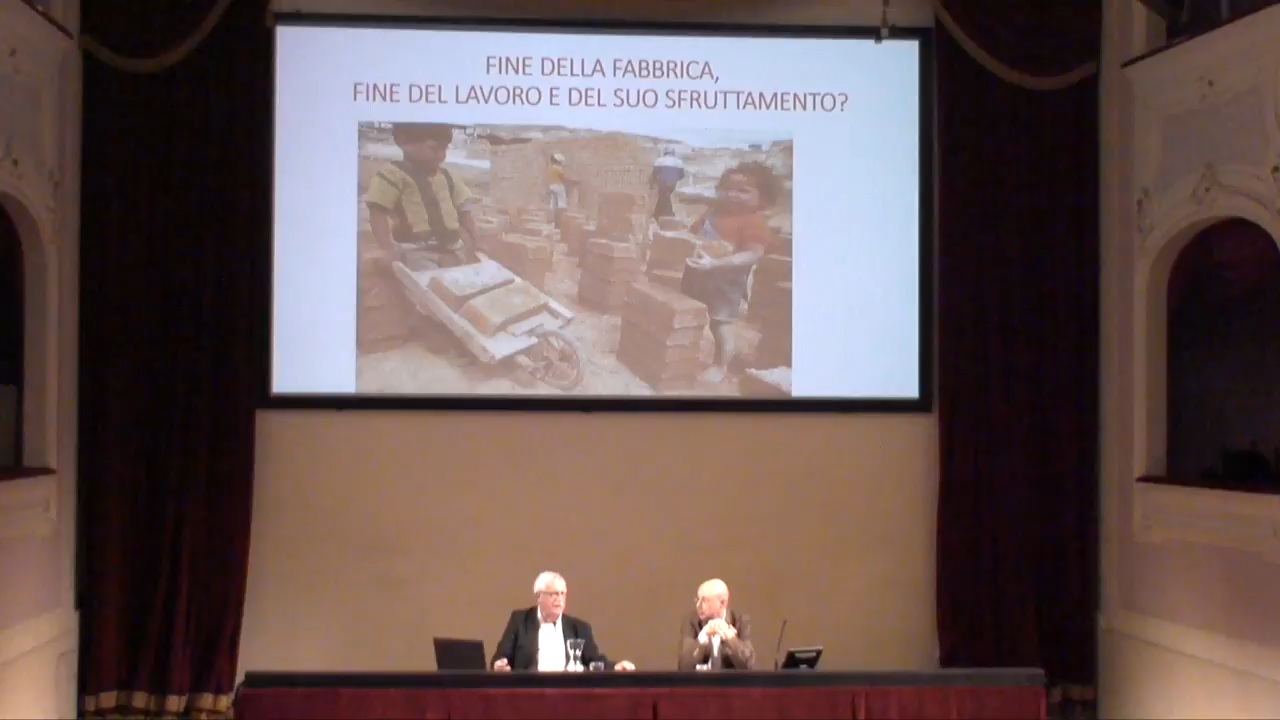 FINE DELLA FABBRICA,
FINE DEL LAVORO E DEL SUO SFRUTTAMENTO?